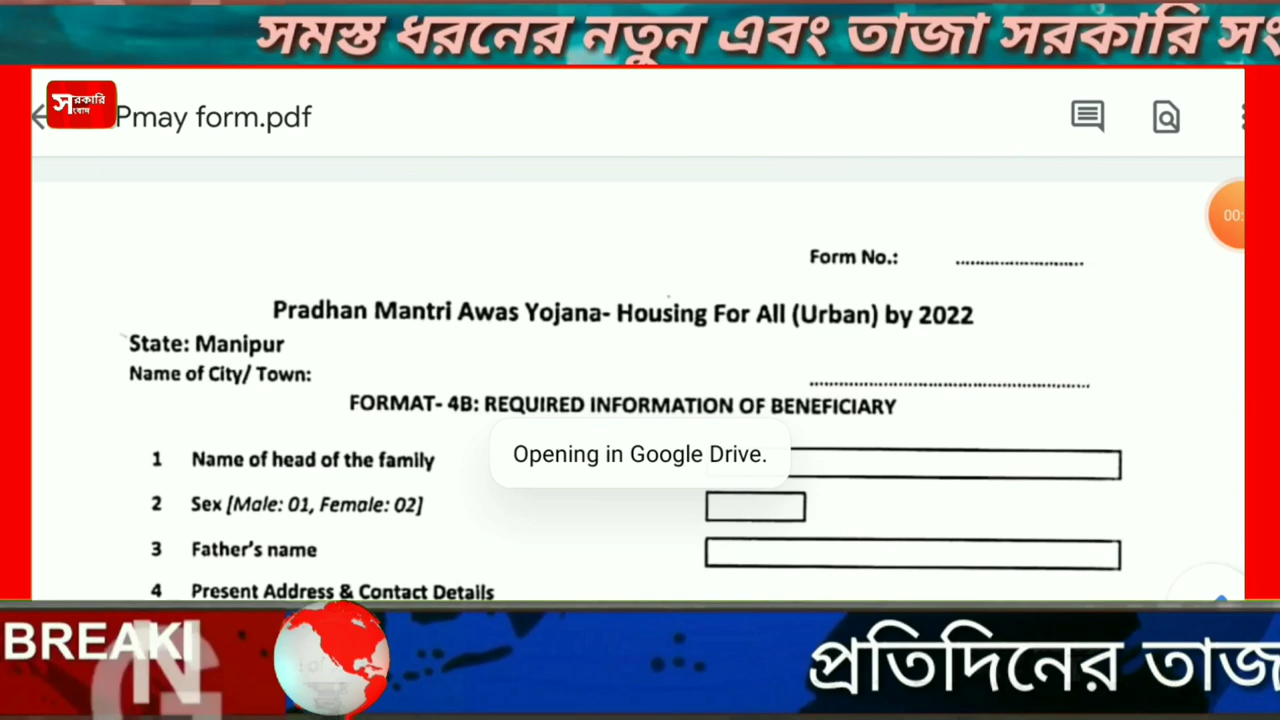 সমস্ত ধরনের নতুন এবং তাজা সরকারি সং
সরকারি
সংবাদ
Pmay form.pdf
00:
Form No.: ........................
Pradhan Mantri Awas Yojana- Housing For All (Urban) by 2022
State: Manipur
Name of City/ Town: ....................................................
FORMAT- 4B: REQUIRED INFORMATION OF BENEFICIARY
Opening in Google Drive.
1 Name of head of the family
2 Sex [Male: 01, Female: 02]
3 Father's name
4 Present Address & Contact Details
BREAKI
NG
প্রতিদিনের তাজ